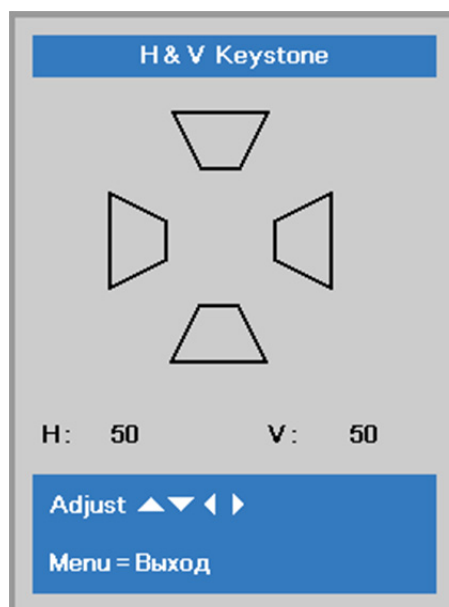 H & V Keystone
H: 50 V: 50
Adjust ▲▼◀▶
Menu = Выход